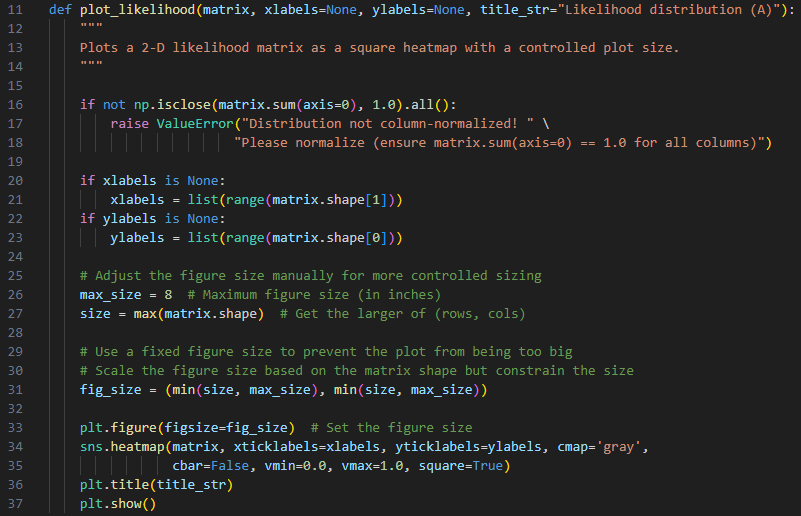 11 def plot_likelihood(matrix, xlabels=None, ylabels=None, title_str="Likelihood distribution (A)"):
12     """
13     Plots a 2-D likelihood matrix as a square heatmap with a controlled plot size.
14     """
15
16     if not np.isclose(matrix.sum(axis=0), 1.0).all():
17         raise ValueError("Distribution not column-normalized! " \
18                         "Please normalize (ensure matrix.sum(axis=0) == 1.0 for all columns)")
19
20     if xlabels is None:
21         xlabels = list(range(matrix.shape[1]))
22     if ylabels is None:
23         ylabels = list(range(matrix.shape[0]))
24
25     # Adjust the figure size manually for more controlled sizing
26     max_size = 8  # Maximum figure size (in inches)
27     size = max(matrix.shape)  # Get the larger of (rows, cols)
28
29     # Use a fixed figure size to prevent the plot from being too big
30     # Scale the figure size based on the matrix shape but constrain the size
31     fig_size = (min(size, max_size), min(size, max_size))
32
33     plt.figure(figsize=fig_size)  # Set the figure size
34     sns.heatmap(matrix, xticklabels=xlabels, yticklabels=ylabels, cmap='gray',
35                 cbar=False, vmin=0.0, vmax=1.0, square=True)
36     plt.title(title_str)
37     plt.show()